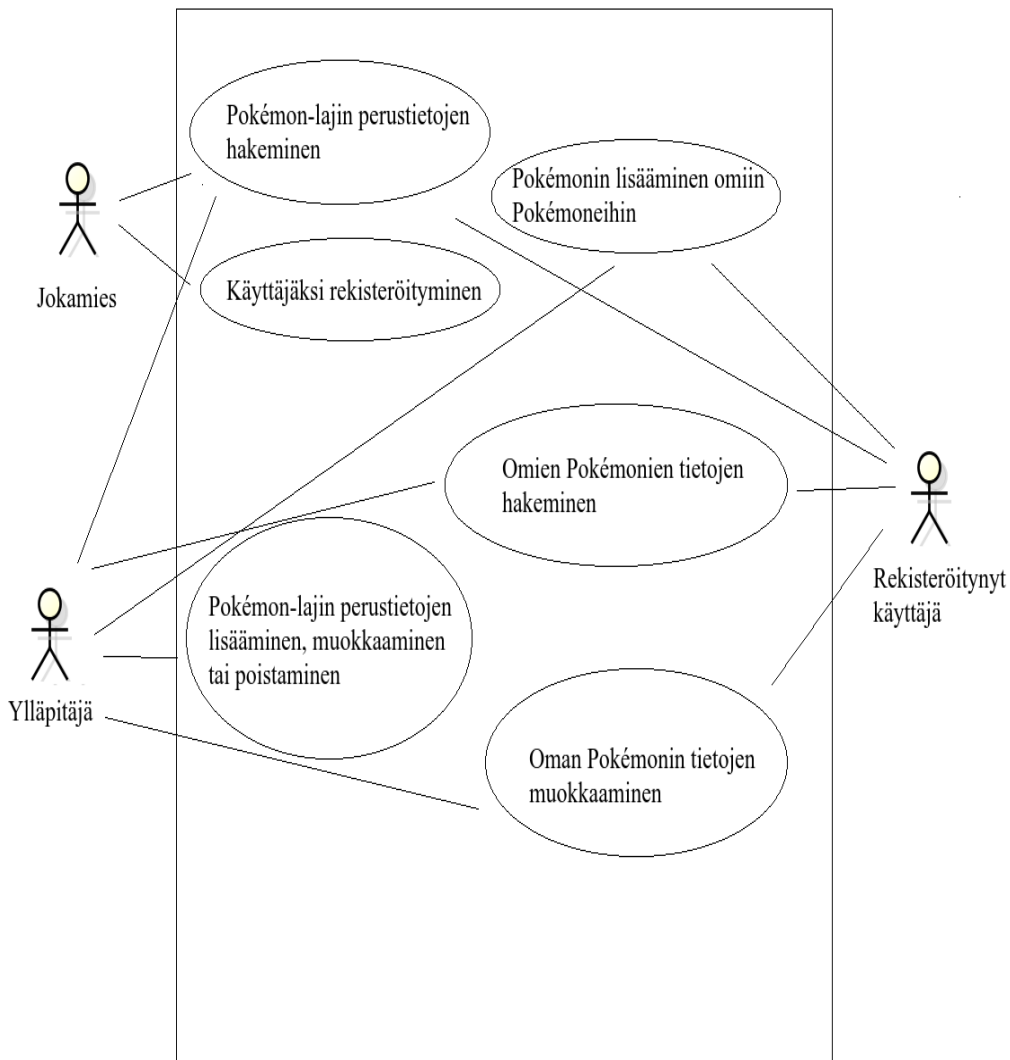 Pokémon-lajin perustietojen
hakeminen
Pokémonin lisääminen omiin
Pokémoneihin
Jokamies
Käyttäjäksi rekisteröityminen
Omien Pokémonien tietojen
hakeminen
Rekisteröitynyt
käyttäjä
Pokémon-lajin perustietojen
lisääminen, muokkaaminen
tai poistaminen
Ylläpitäjä
Oman Pokémonin tietojen
muokkaaminen